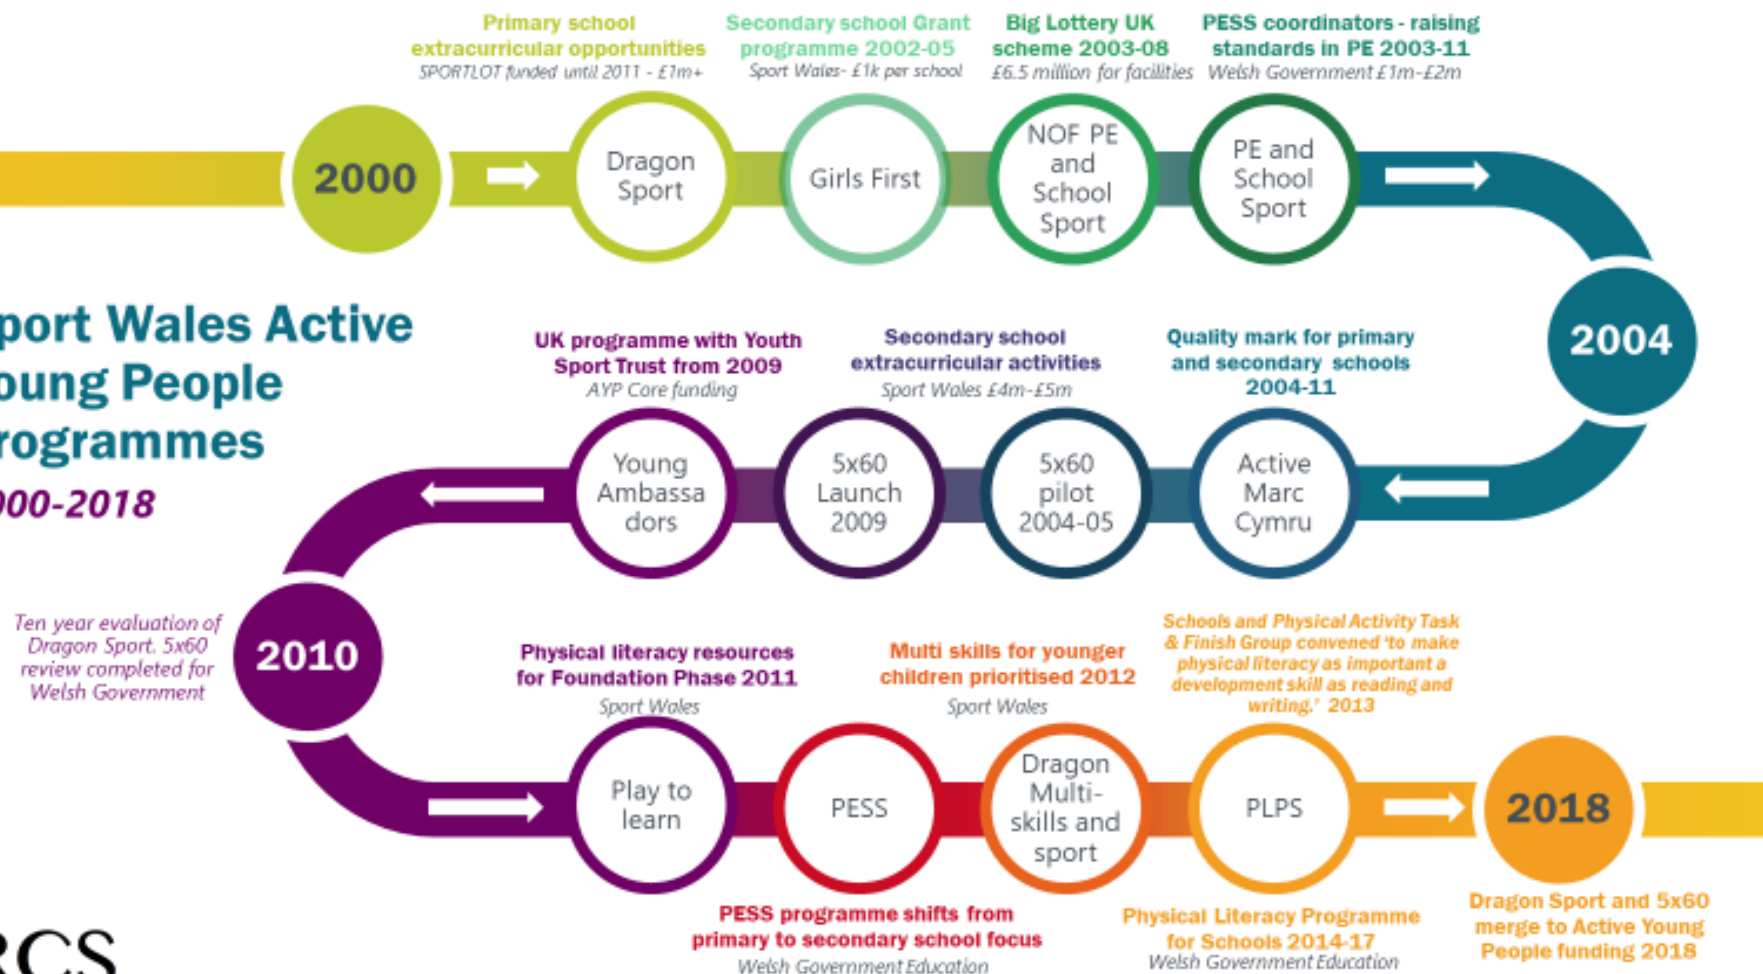 Primary school
extracurricular opportunities
SPORTLOT funded until 2011 - £1m+
Secondary school Grant
programme 2002-05
Sport Wales- £1k per school
Big Lottery UK
scheme 2003-08
£6.5 million for facilities
PESS coordinators - raising
standards in PE 2003-11
Welsh Government £1m-£2m
2000
Dragon
Sport
Girls First
NOF PE
and
School
Sport
PE and
School
Sport
2004
port Wales Active
oung People
rogrammes
000-2018
UK programme with Youth
Sport Trust from 2009
AYP Core funding
Secondary school
extracurricular activities
Sport Wales £4m-£5m
Quality mark for primary
and secondary schools
2004-11
Young
Ambassa
dors
5x60
Launch
2009
5x60
pilot
2004-05
Active
Marc
Cymru
Ten year evaluation of
Dragon Sport. 5x60
review completed for
Welsh Government
2010
Physical literacy resources
for Foundation Phase 2011
Sport Wales
Multi skills for younger
children prioritised 2012
Sport Wales
Schools and Physical Activity Task
& Finish Group convened 'to make
physical literacy as important a
development skill as reading and
writing.' 2013
Play to
learn
PESS
Dragon
Multi-
skills and
sport
PLPS
2018
PESS programme shifts from
primary to secondary school focus
Welsh Government Education
Physical Literacy Programme
for Schools 2014-17
Welsh Government Education
Dragon Sport and 5x60
merge to Active Young
People funding 2018
RCS